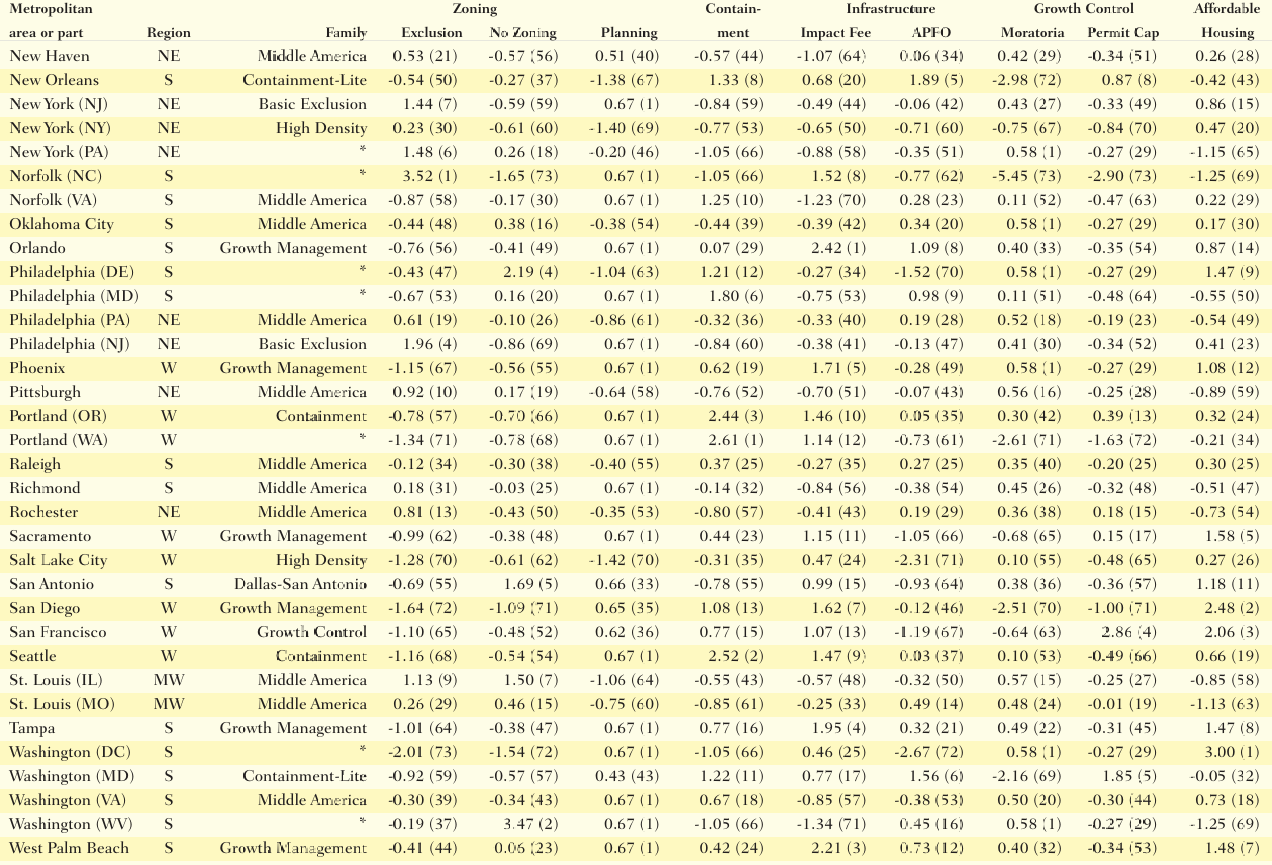 Metropolitan Zoning Contain- Infrastructure Growth Control Affordable
area or part Region Family Exclusion No Zoning Planning ment Impact Fee APFO Moratoria Permit Cap Housing
New Haven NE Middle America 0.53 (21) -0.57 (56) 0.51 (40) -0.57 (44) -1.07 (64) 0.06 (34) 0.42 (29) -0.34 (51) 0.26 (28)
New Orleans S Containment-Lite -0.54 (50) -0.27 (37) -1.38 (67) 1.33 (8) 0.68 (20) 1.89 (5) -2.98 (72) 0.87 (8) -0.42 (43)
New York (NJ) NE Basic Exclusion 1.44 (7) -0.59 (59) 0.67 (1) -0.84 (59) -0.49 (44) -0.06 (42) 0.43 (27) -0.33 (49) 0.86 (15)
New York (NY) NE High Density 0.23 (30) -0.61 (60) -1.40 (69) -0.77 (53) -0.65 (50) -0.71 (60) -0.75 (67) -0.84 (70) 0.47 (20)
New York (PA) NE * 1.48 (6) 0.26 (18) -0.20 (46) -1.05 (66) -0.88 (58) -0.35 (51) 0.58 (1) -0.27 (29) -1.15 (65)
Norfolk (NC) S * 3.52 (1) -1.65 (73) 0.67 (1) -1.05 (66) 1.52 (8) -0.77 (62) -5.45 (73) -2.90 (73) -1.25 (69)
Norfolk (VA) S Middle America -0.87 (58) -0.17 (30) 0.67 (1) 1.25 (10) -1.23 (70) 0.28 (23) 0.11 (52) -0.47 (63) 0.22 (29)
Oklahoma City S Middle America -0.44 (48) 0.38 (16) -0.38 (54) -0.44 (39) -0.39 (42) 0.34 (20) 0.58 (1) -0.27 (29) 0.17 (30)
Orlando S Growth Management -0.76 (56) -0.41 (49) 0.67 (1) 0.07 (29) 2.42 (1) 1.09 (8) 0.40 (33) -0.35 (54) 0.87 (14)
Philadelphia (DE) S * -0.43 (47) 2.19 (4) -1.04 (63) 1.21 (12) -0.27 (34) -1.52 (70) 0.58 (1) -0.27 (29) 1.47 (9)
Philadelphia (MD) S * -0.67 (53) 0.16 (20) 0.67 (1) 1.80 (6) -0.75 (53) 0.98 (9) 0.11 (51) -0.48 (64) -0.55 (50)
Philadelphia (PA) NE Middle America 0.61 (19) -0.10 (26) -0.86 (61) -0.32 (36) -0.33 (40) 0.19 (28) 0.52 (18) -0.19 (23) -0.54 (49)
Philadelphia (NJ) NE Basic Exclusion 1.96 (4) -0.86 (69) 0.67 (1) -0.84 (60) -0.38 (41) -0.13 (47) 0.41 (30) -0.34 (52) 0.41 (23)
Phoenix W Growth Management -1.15 (67) -0.56 (55) 0.67 (1) 0.62 (19) 1.71 (5) -0.28 (49) 0.58 (1) -0.27 (29) 1.08 (12)
Pittsburgh NE Middle America 0.92 (10) 0.17 (19) -0.64 (58) -0.76 (52) -0.70 (51) -0.07 (43) 0.56 (16) -0.25 (28) -0.89 (59)
Portland (OR) W Containment -0.78 (57) -0.70 (66) 0.67 (1) 2.44 (3) 1.46 (10) 0.05 (35) 0.30 (42) 0.39 (13) 0.32 (24)
Portland (WA) W * -1.34 (71) -0.78 (68) 0.67 (1) 2.61 (1) 1.14 (12) -0.73 (61) -2.61 (71) -1.63 (72) -0.21 (34)
Raleigh S Middle America -0.12 (34) -0.30 (38) -0.40 (55) 0.37 (25) -0.27 (35) 0.27 (25) 0.35 (40) -0.20 (25) 0.30 (25)
Richmond S Middle America 0.18 (31) -0.03 (25) 0.67 (1) -0.14 (32) -0.84 (56) -0.38 (54) 0.45 (26) -0.32 (48) -0.51 (47)
Rochester NE Middle America 0.81 (13) -0.43 (50) -0.35 (53) -0.80 (57) -0.41 (43) 0.19 (29) 0.36 (38) 0.18 (15) -0.73 (54)
Sacramento W Growth Management -0.99 (62) -0.38 (48) 0.67 (1) 0.44 (23) 1.15 (11) -1.05 (66) -0.68 (65) 0.15 (17) 1.58 (5)
Salt Lake City W High Density -1.28 (70) -0.61 (62) -1.42 (70) -0.31 (35) 0.47 (24) -2.31 (71) 0.10 (55) -0.48 (65) 0.27 (26)
San Antonio S Dallas-San Antonio -0.69 (55) 1.69 (5) 0.66 (33) -0.78 (55) 0.99 (15) -0.93 (64) 0.38 (36) -0.36 (57) 1.18 (11)
San Diego W Growth Management -1.64 (72) -1.09 (71) 0.65 (35) 1.08 (13) 1.62 (7) -0.12 (46) -2.51 (70) -1.00 (71) 2.48 (2)
San Francisco W Growth Control -1.10 (65) -0.48 (52) 0.62 (36) 0.77 (15) 1.07 (13) -1.19 (67) -0.64 (63) 2.86 (4) 2.06 (3)
Seattle W Containment -1.16 (68) -0.54 (54) 0.67 (1) 2.52 (2) 1.47 (9) 0.03 (37) 0.10 (53) -0.49 (66) 0.66 (19)
St. Louis (IL) MW Middle America 1.13 (9) 1.50 (7) -1.06 (64) -0.55 (43) -0.57 (48) -0.32 (50) 0.57 (15) -0.25 (27) -0.85 (58)
St. Louis (MO) MW Middle America 0.26 (29) 0.46 (15) -0.75 (60) -0.85 (61) -0.25 (33) 0.49 (14) 0.48 (24) -0.01 (19) -1.13 (63)
Tampa S Growth Management -1.01 (64) -0.38 (47) 0.67 (1) 0.77 (16) 1.95 (4) 0.32 (21) 0.49 (22) -0.31 (45) 1.47 (8)
Washington (DC) S * -2.01 (73) -1.54 (72) 0.67 (1) -1.05 (66) 0.46 (25) -2.67 (72) 0.58 (1) -0.27 (29) 3.00 (1)
Washington (MD) S Containment-Lite -0.92 (59) -0.57 (57) 0.43 (43) 1.22 (11) 0.77 (17) 1.56 (6) -2.16 (69) 1.85 (5) -0.05 (32)
Washington (VA) S Middle America -0.30 (39) -0.34 (43) 0.67 (1) 0.67 (18) -0.85 (57) -0.38 (53) 0.50 (20) -0.30 (44) 0.73 (18)
Washington (WV) S * -0.19 (37) 3.47 (2) 0.67 (1) -1.05 (66) -1.34 (71) 0.45 (16) 0.58 (1) -0.27 (29) -1.25 (69)
West Palm Beach S Growth Management -0.41 (44) 0.06 (23) 0.67 (1) 0.42 (24) 2.21 (3) 0.73 (12) 0.40 (32) -0.34 (53) 1.48 (7)